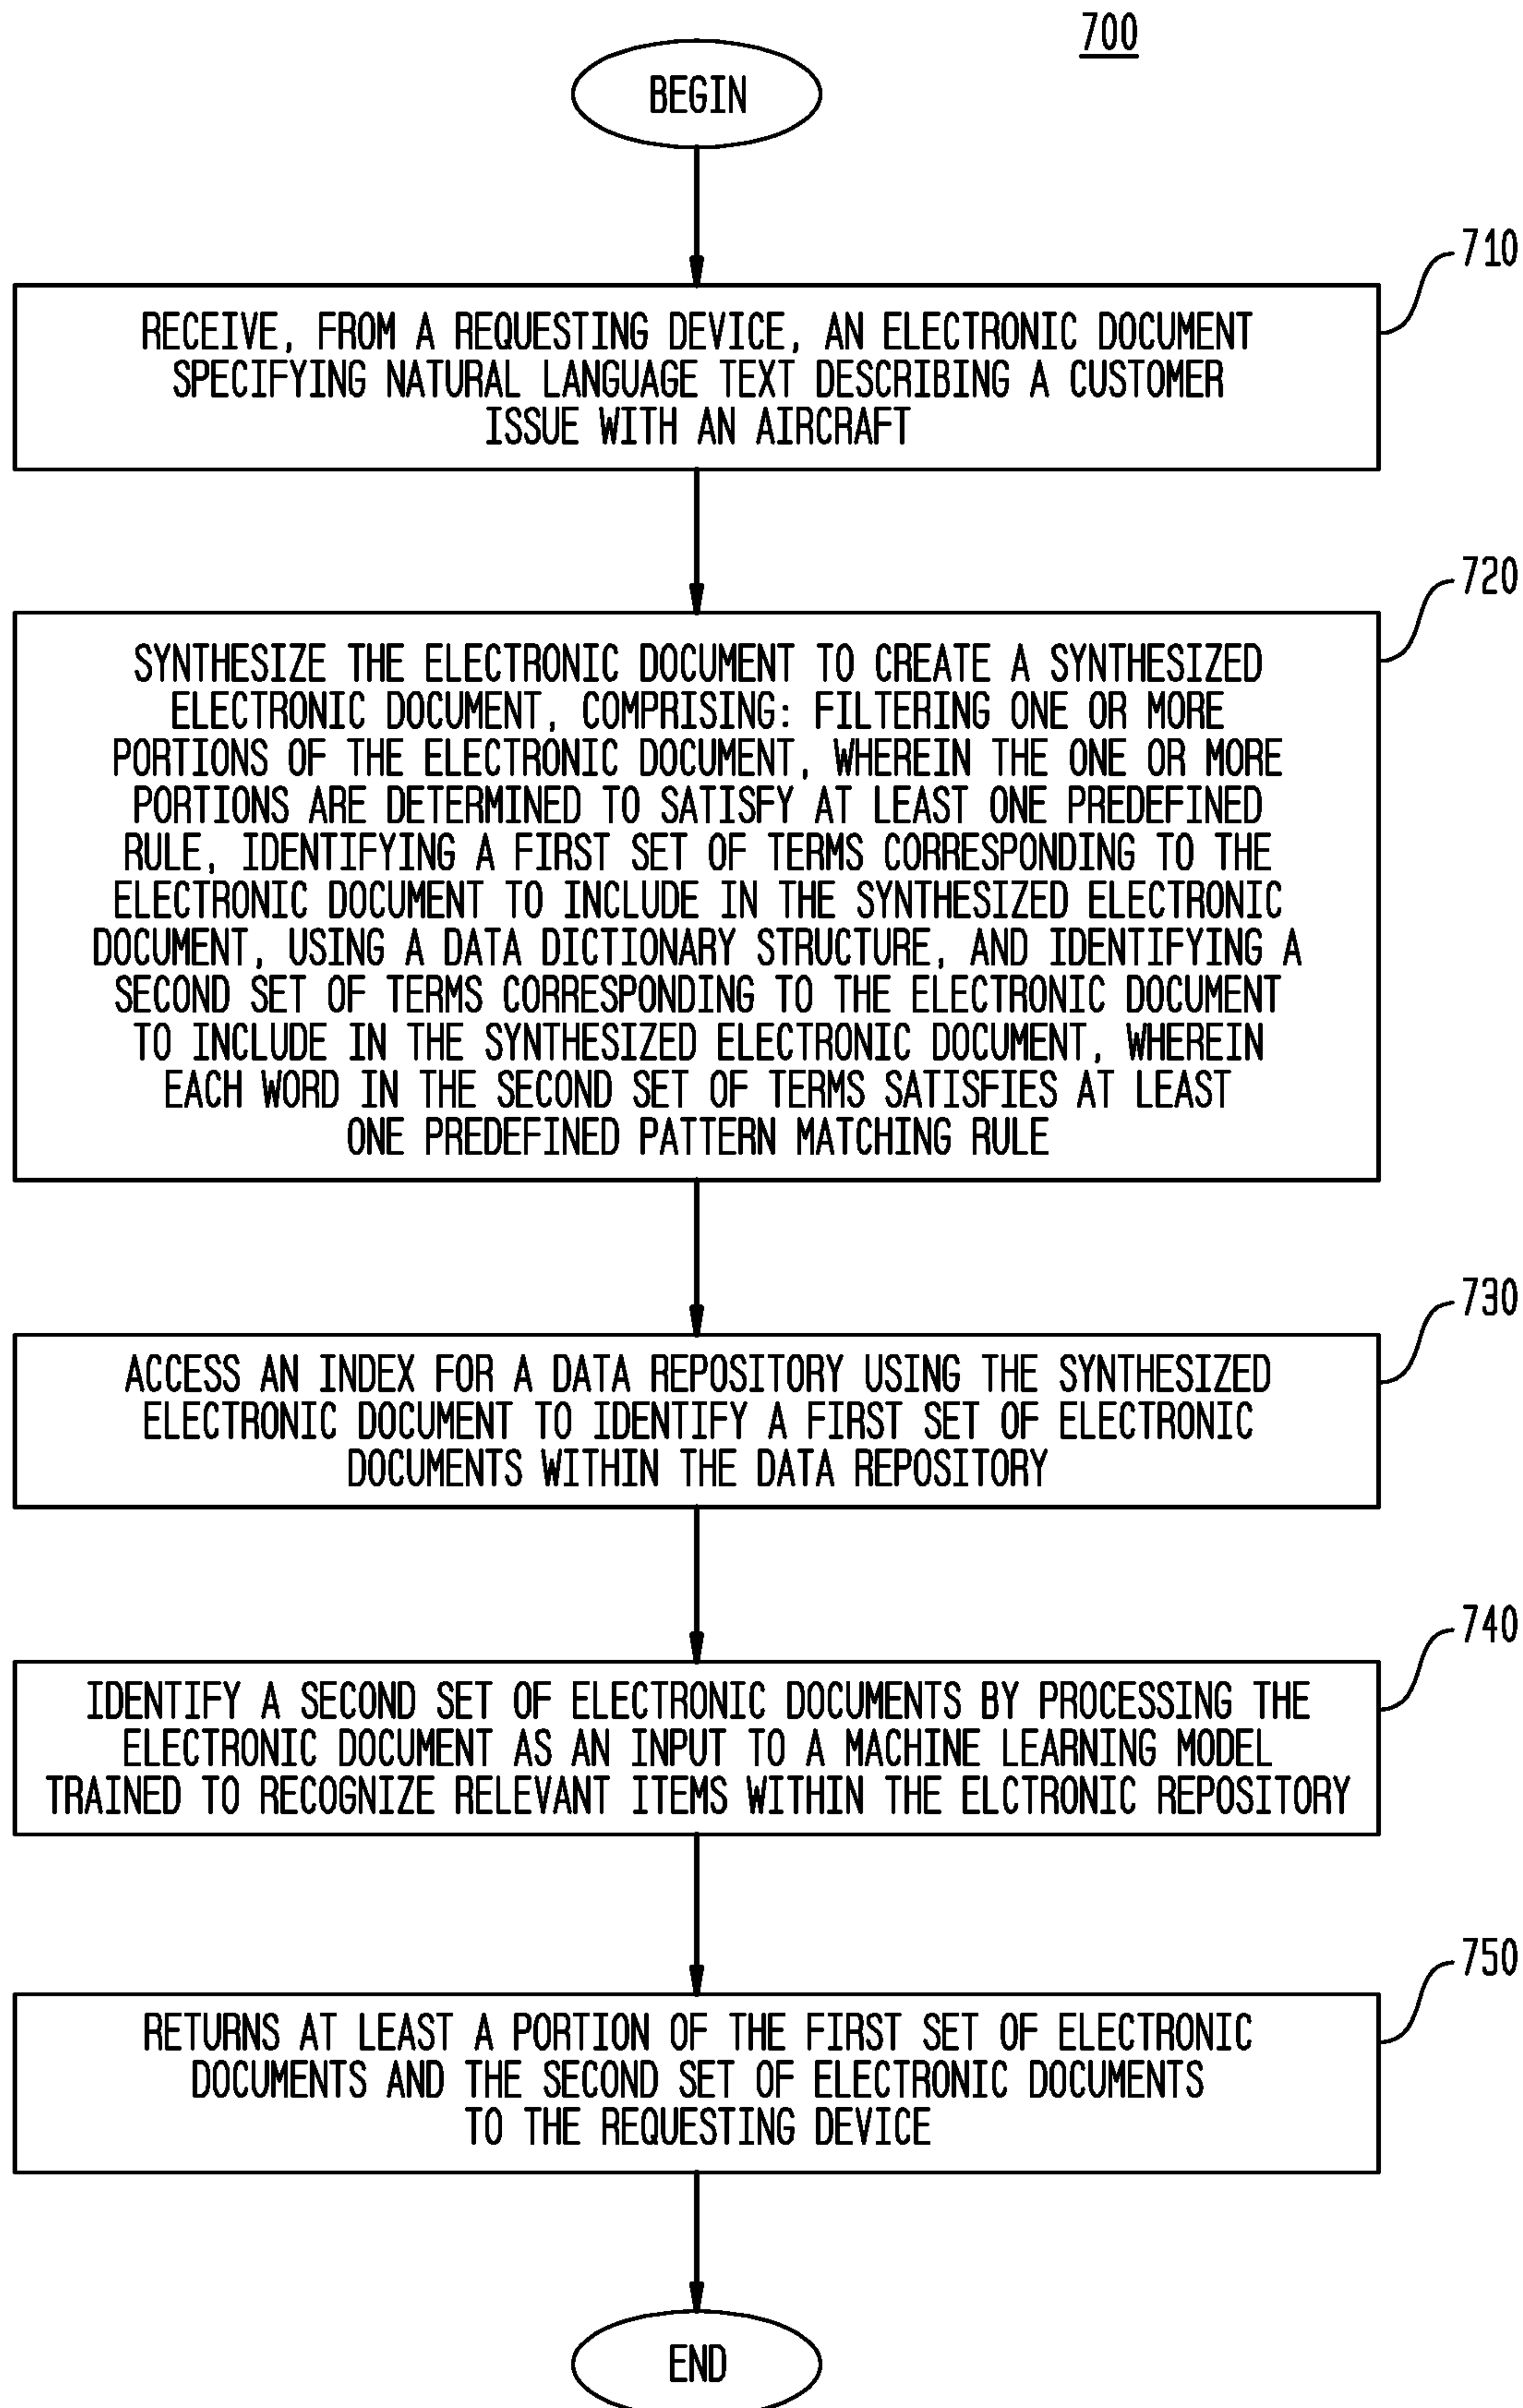 700
BEGIN
710
RECEIVE, FROM A REQUESTING DEVICE, AN ELECTRONIC DOCUMENT
SPECIFYING NATURAL LANGUAGE TEXT DESCRIBING A CUSTOMER
ISSUE WITH AN AIRCRAFT
720
SYNTHESIZE THE ELECTRONIC DOCUMENT TO CREATE A SYNTHESIZED
ELECTRONIC DOCUMENT, COMPRISING: FILTERING ONE OR MORE
PORTIONS OF THE ELECTRONIC DOCUMENT, WHEREIN THE ONE OR MORE
PORTIONS ARE DETERMINED TO SATISFY AT LEAST ONE PREDEFINED
RULE, IDENTIFYING A FIRST SET OF TERMS CORRESPONDING TO THE
ELECTRONIC DOCUMENT TO INCLUDE IN THE SYNTHESIZED ELECTRONIC
DOCUMENT, USING A DATA DICTIONARY STRUCTURE, AND IDENTIFYING A
SECOND SET OF TERMS CORRESPONDING TO THE ELECTRONIC DOCUMENT
TO INCLUDE IN THE SYNTHESIZED ELECTRONIC DOCUMENT, WHEREIN
EACH WORD IN THE SECOND SET OF TERMS SATISFIES AT LEAST
ONE PREDEFINED PATTERN MATCHING RULE
730
ACCESS AN INDEX FOR A DATA REPOSITORY USING THE SYNTHESIZED
ELECTRONIC DOCUMENT TO IDENTIFY A FIRST SET OF ELECTRONIC
DOCUMENTS WITHIN THE DATA REPOSITORY
740
IDENTIFY A SECOND SET OF ELECTRONIC DOCUMENTS BY PROCESSING THE
ELECTRONIC DOCUMENT AS AN INPUT TO A MACHINE LEARNING MODEL
TRAINED TO RECOGNIZE RELEVANT ITEMS WITHIN THE ELCTRONIC REPOSITORY
750
RETURNS AT LEAST A PORTION OF THE FIRST SET OF ELECTRONIC
DOCUMENTS AND THE SECOND SET OF ELECTRONIC DOCUMENTS
TO THE REQUESTING DEVICE
END